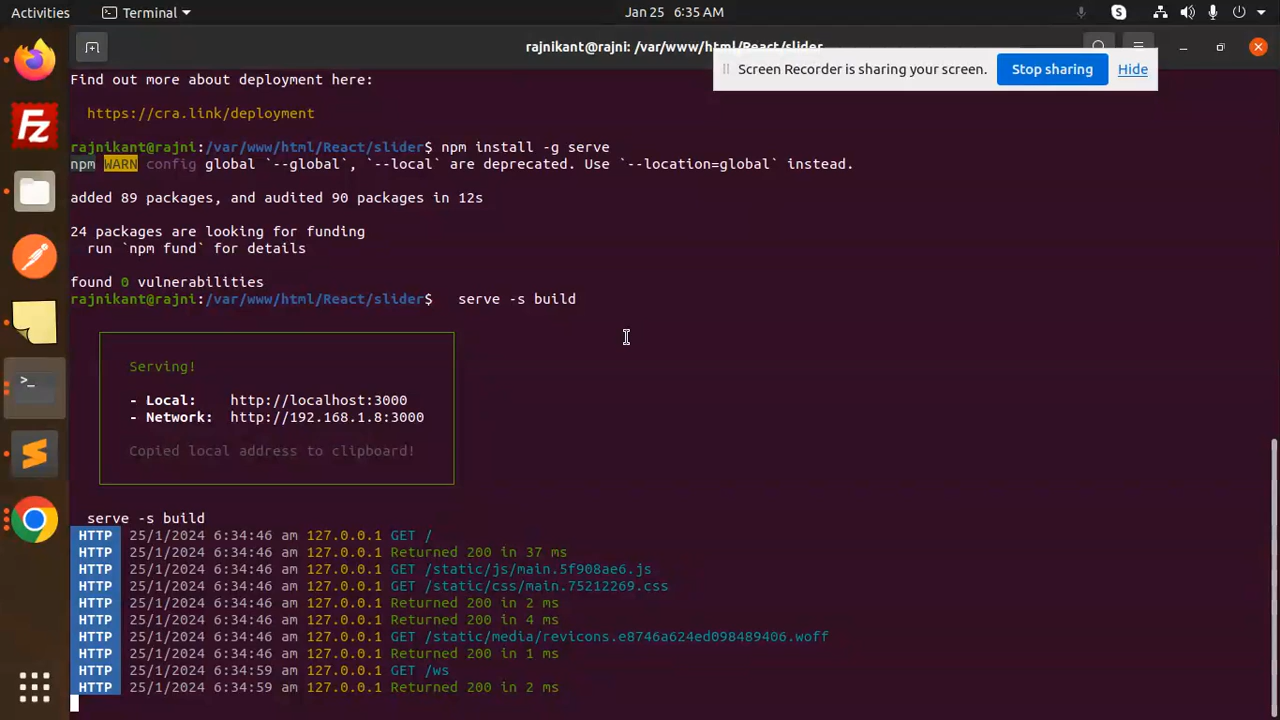 Activities
Terminal
Jan 25 6:35 AM
rajnikant@rajni: /var/www/html/React/slider
Screen Recorder is sharing your screen.
Stop sharing
Hide
Find out more about deployment here:
https://cra.link/deployment
rajnikant@rajni:/var/www/html/React/slider$ npm install -g serve
npm WARN config global `--global`, `--local` are deprecated. Use `--location=global` instead.
added 89 packages, and audited 90 packages in 12s
24 packages are looking for funding
run `npm fund` for details
found 0 vulnerabilities
rajnikant@rajni:/var/www/html/React/slider$   serve -s build
Serving!
- Local:    http://localhost:3000
- Network:  http://192.168.1.8:3000
Copied local address to clipboard!
serve -s build
HTTP 25/1/2024 6:34:46 am 127.0.0.1 GET /
HTTP 25/1/2024 6:34:46 am 127.0.0.1 Returned 200 in 37 ms
HTTP 25/1/2024 6:34:46 am 127.0.0.1 GET /static/js/main.5f908ae6.js
HTTP 25/1/2024 6:34:46 am 127.0.0.1 GET /static/css/main.75212269.css
HTTP 25/1/2024 6:34:46 am 127.0.0.1 Returned 200 in 2 ms
HTTP 25/1/2024 6:34:46 am 127.0.0.1 Returned 200 in 4 ms
HTTP 25/1/2024 6:34:46 am 127.0.0.1 GET /static/media/revicons.e8746a624ed098489406.woff
HTTP 25/1/2024 6:34:46 am 127.0.0.1 Returned 200 in 1 ms
HTTP 25/1/2024 6:34:59 am 127.0.0.1 GET /ws
HTTP 25/1/2024 6:34:59 am 127.0.0.1 Returned 200 in 2 ms